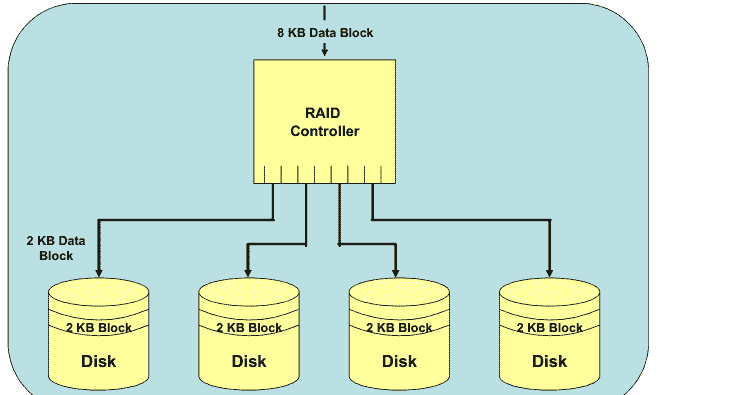 8 KB Data Block
RAID
Controller
2 KB Data
Block
2 KB Block
2 KB Block
2 KB Block
2 KB Block
Disk
Disk
Disk
Disk